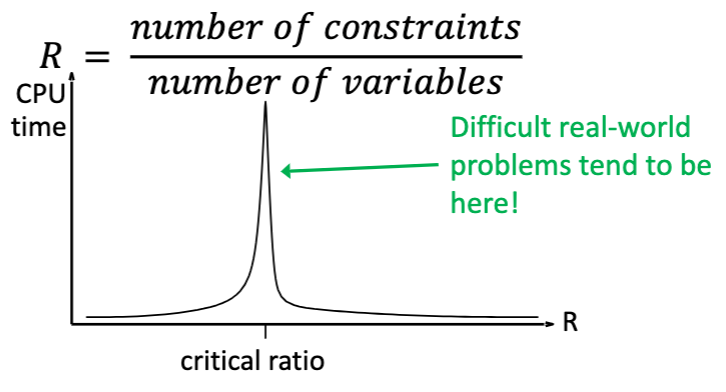 R = number of constraints / number of variables
CPU
time
Difficult real-world
problems tend to be
here!
R
critical ratio